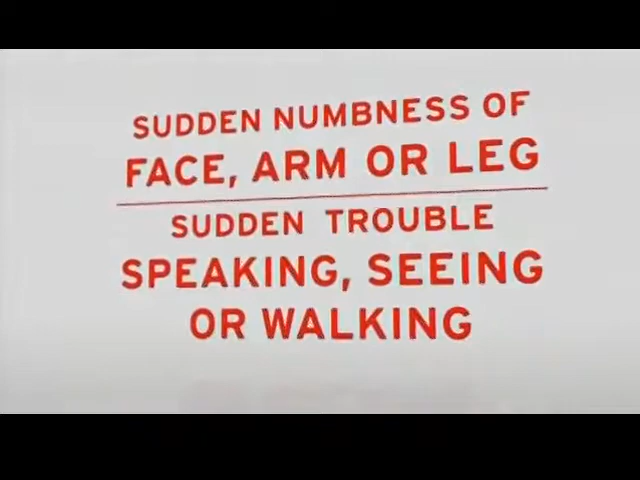 SUDDEN NUMBNESS OF
FACE, ARM OR LEG
SUDDEN TROUBLE
SPEAKING, SEEING
OR WALKING